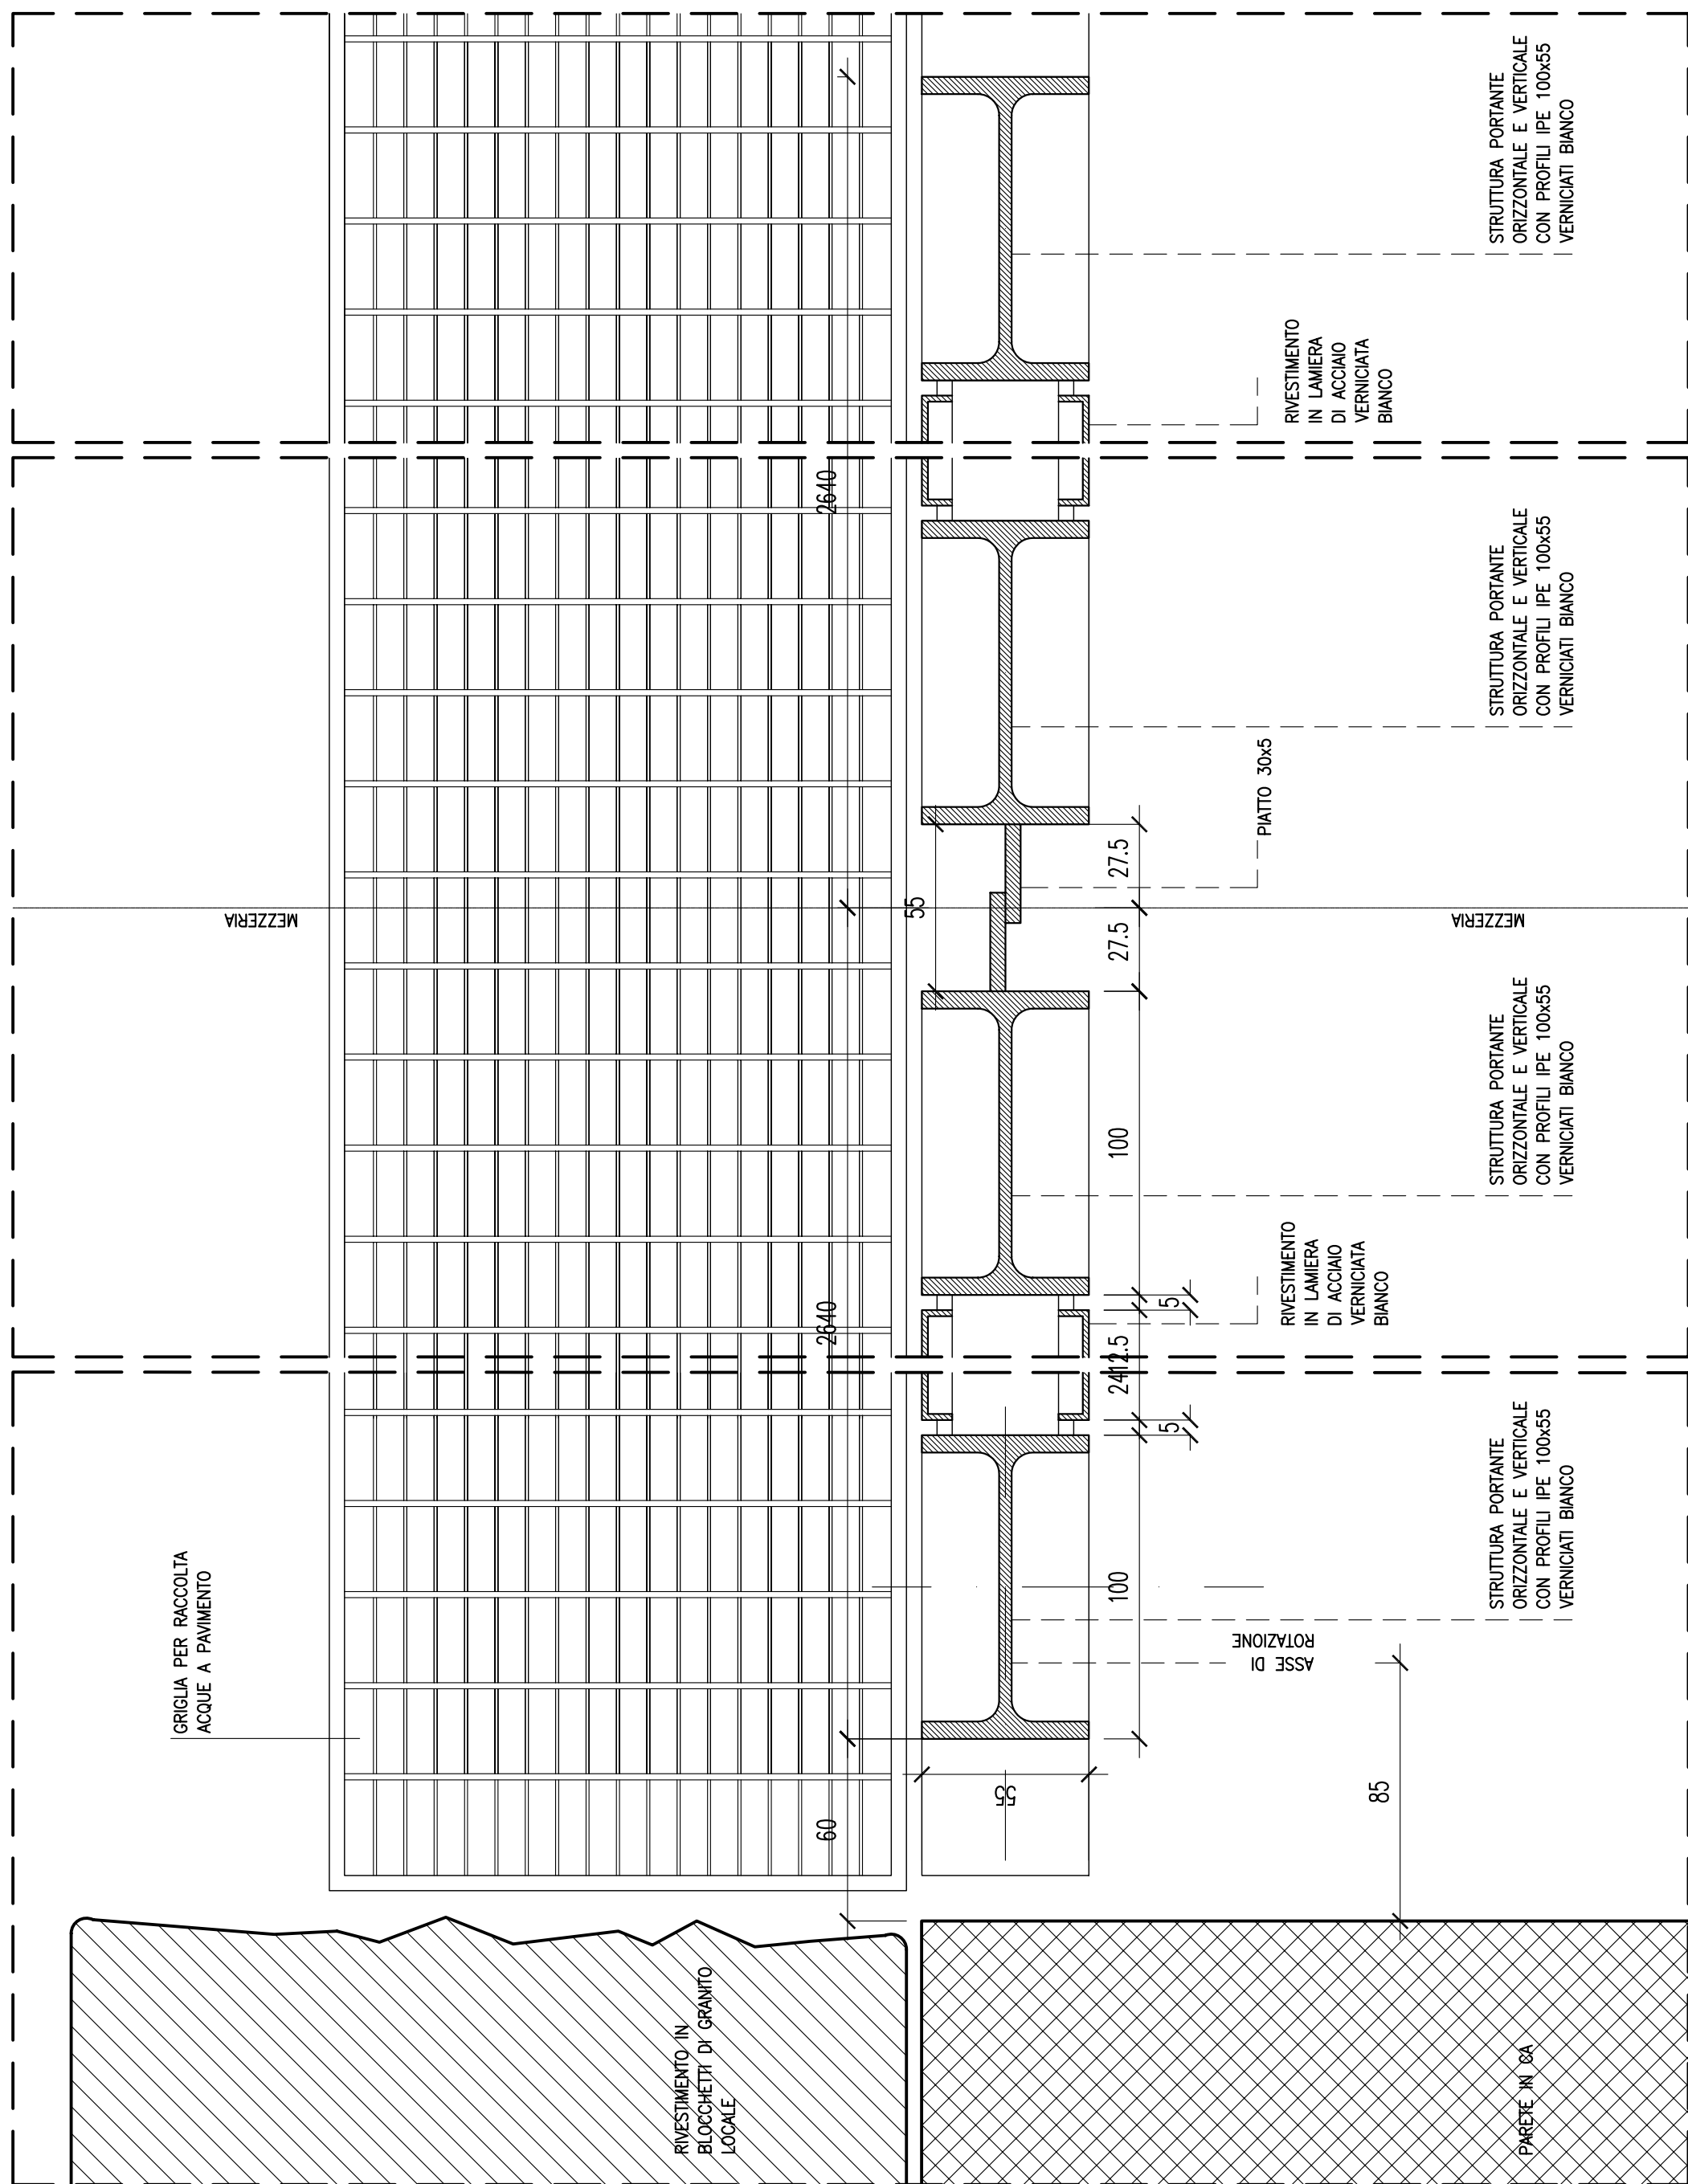 GRIGLIA PER RACCOLTA
ACQUE A PAVIMENTO
MEZZERIA
RIVESTIMENTO IN
BLOCCHETTI DI GRANITO
LOCALE
60
2640
2640
55
55
100
5
2412.5
5
100
27.5
27.5
PIATTO 30x5
ASSE DI
ROTAZIONE
RIVESTIMENTO
IN LAMIERA
DI ACCIAIO
VERNICIATA
BIANCO
RIVESTIMENTO
IN LAMIERA
DI ACCIAIO
VERNICIATA
BIANCO
85
PARETE IN CA
STRUTTURA PORTANTE
ORIZZONTALE E VERTICALE
CON PROFILI IPE 100x55
VERNICIATI BIANCO
STRUTTURA PORTANTE
ORIZZONTALE E VERTICALE
CON PROFILI IPE 100x55
VERNICIATI BIANCO
MEZZERIA
STRUTTURA PORTANTE
ORIZZONTALE E VERTICALE
CON PROFILI IPE 100x55
VERNICIATI BIANCO
STRUTTURA PORTANTE
ORIZZONTALE E VERTICALE
CON PROFILI IPE 100x55
VERNICIATI BIANCO